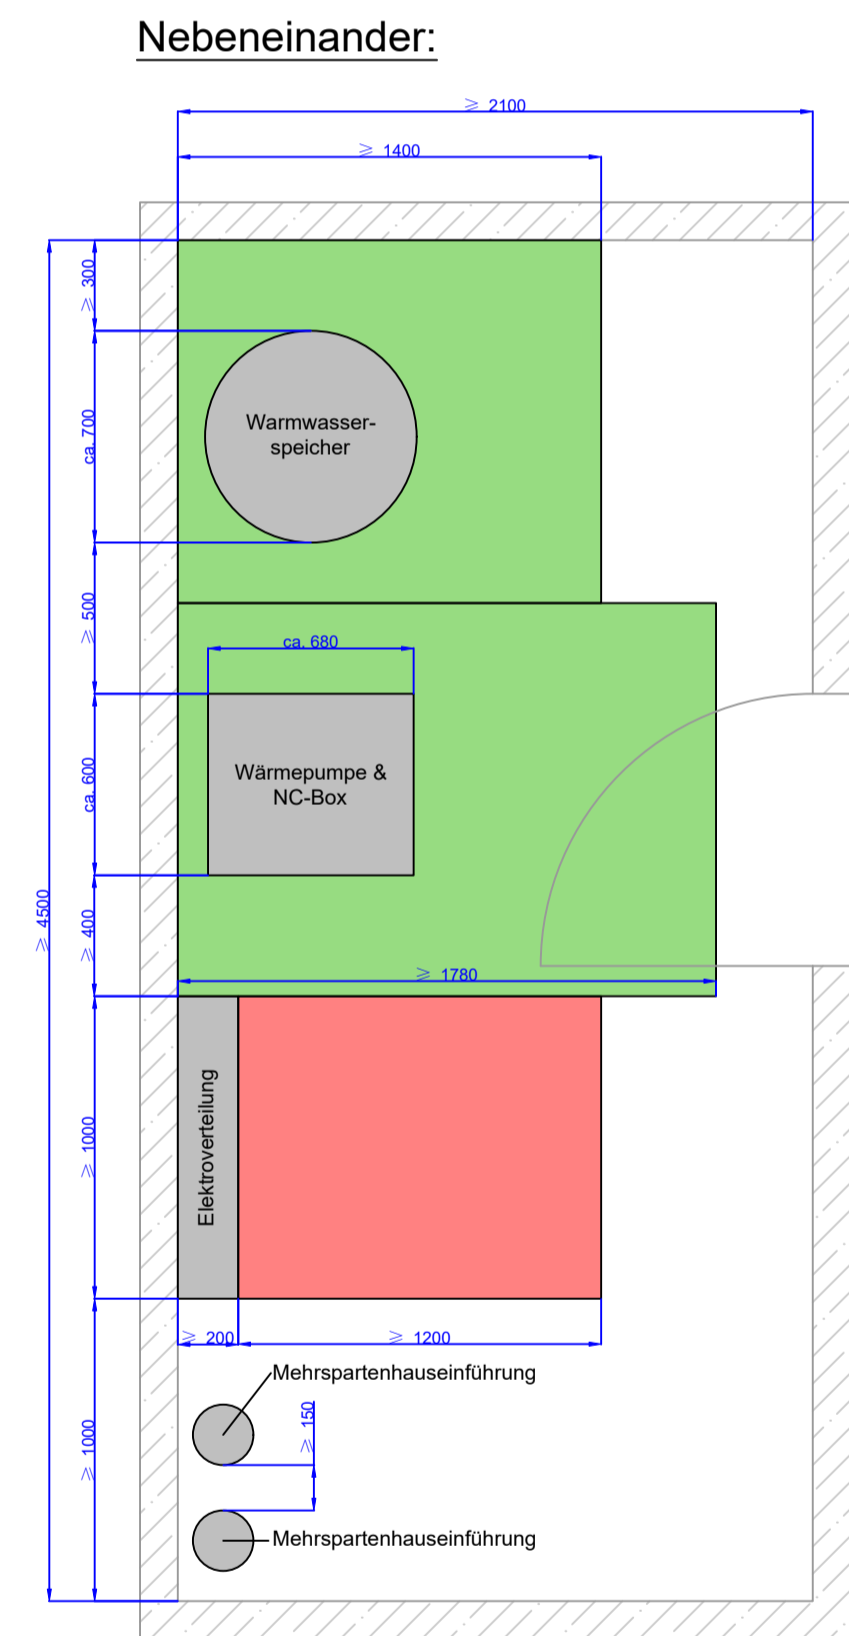 Nebeneinander:
⩾ 2100
⩾ 1400
⩾ 300
Warmwasser-
speicher
ca. 700
⩾ 500
ca. 680
Wärmepumpe &
NC-Box
ca. 600
⩾ 4500
⩾ 400
⩾ 1780
Elektroverteilung
⩾ 1000
⩾ 200
⩾ 1200
Mehrspartenhauseinführung
⩾ 150
⩾ 1000
Mehrspartenhauseinführung